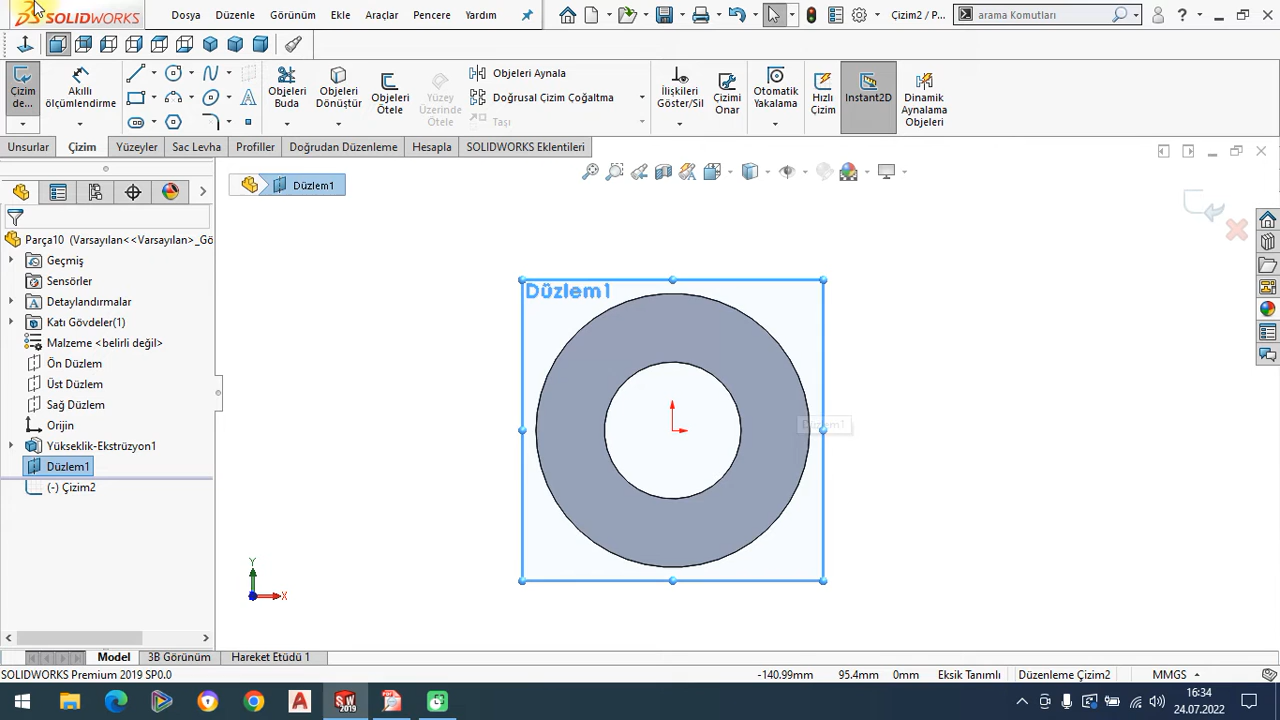 SOLIDWORKS
Dosya Düzenle Görünüm Ekle Araçlar Pencere Yardım
Çizim2 / P...
arama Komutları
Çizim de...
Akıllı ölçümlendirme
Objeleri Buda
Objeleri Dönüştür
Objeleri Ötele
Yüzey Üzerinde Ötele
Objeleri Aynala
Doğrusal Çizim Çoğaltma
Taşı
İlişkileri Göster/Sil
Çizimi Onar
Otomatik Yakalama
Hızlı Çizim
Instant2D
Dinamik Aynalama Objeleri
Unsurlar Çizim Yüzeyler Sac Levha Profiller Doğrudan Düzenleme Hesapla SOLIDWORKS Eklentileri
Düzlem1
Parça10 (Varsayılan<<Varsayılan>_Gö
Geçmiş
Sensörler
Detaylandırmalar
Katı Gövdeler(1)
Malzeme <belirli değil>
Ön Düzlem
Üst Düzlem
Sağ Düzlem
Orijin
Yükseklik-Ekstrüzyon1
Düzlem1
(-) Çizim2
Düzlem1
Düzlem1
Y
X
Model 3B Görünüm Hareket Etüdü 1
SOLIDWORKS Premium 2019 SP0.0
-140.99mm 95.4mm 0mm Eksik Tanımlı Düzenleme Çizim2 MMGS
SW 2019
16:34
24.07.2022